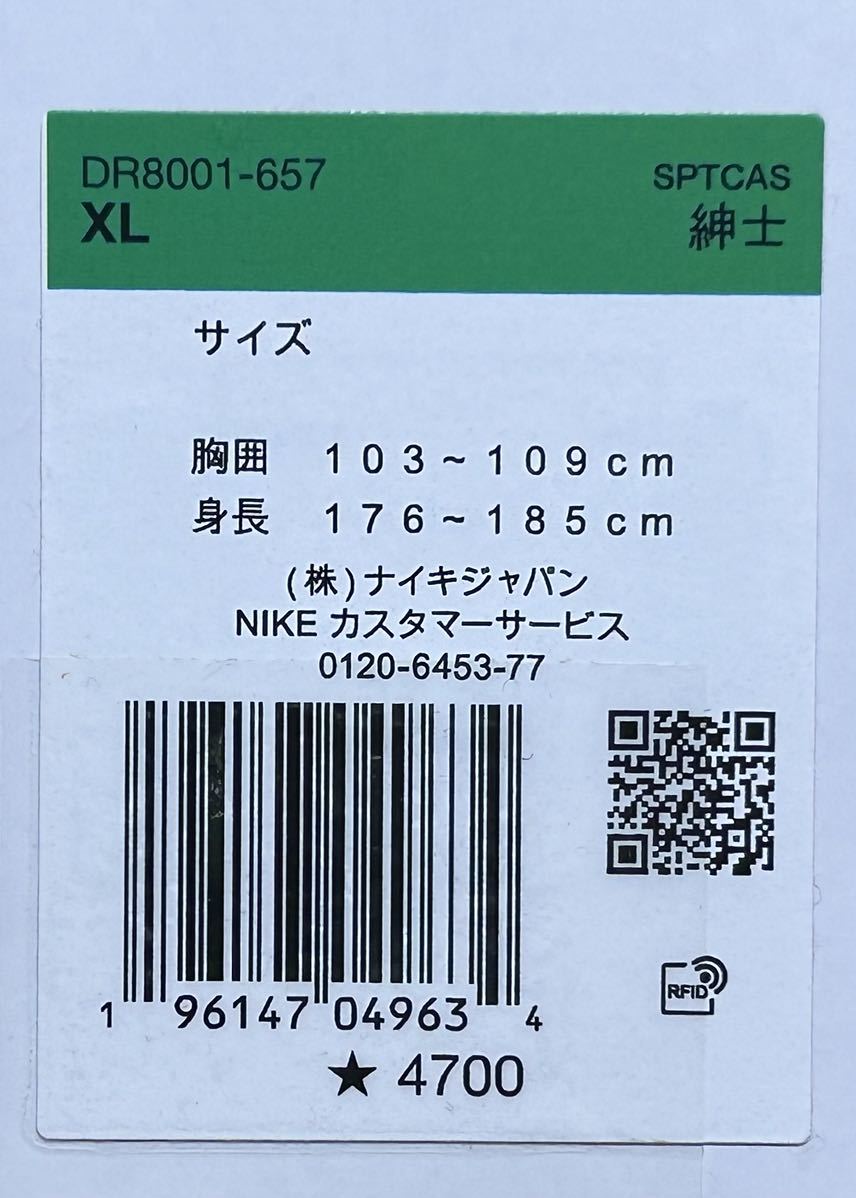 DR8001-657
SPTCAS
XL
紳士
サイズ
胸囲 103~109cm
身長 176~185cm
(株)ナイキジャパン
NIKE カスタマーサービス
0120-6453-77
RFID
1 96147 04963 4
★ 4700